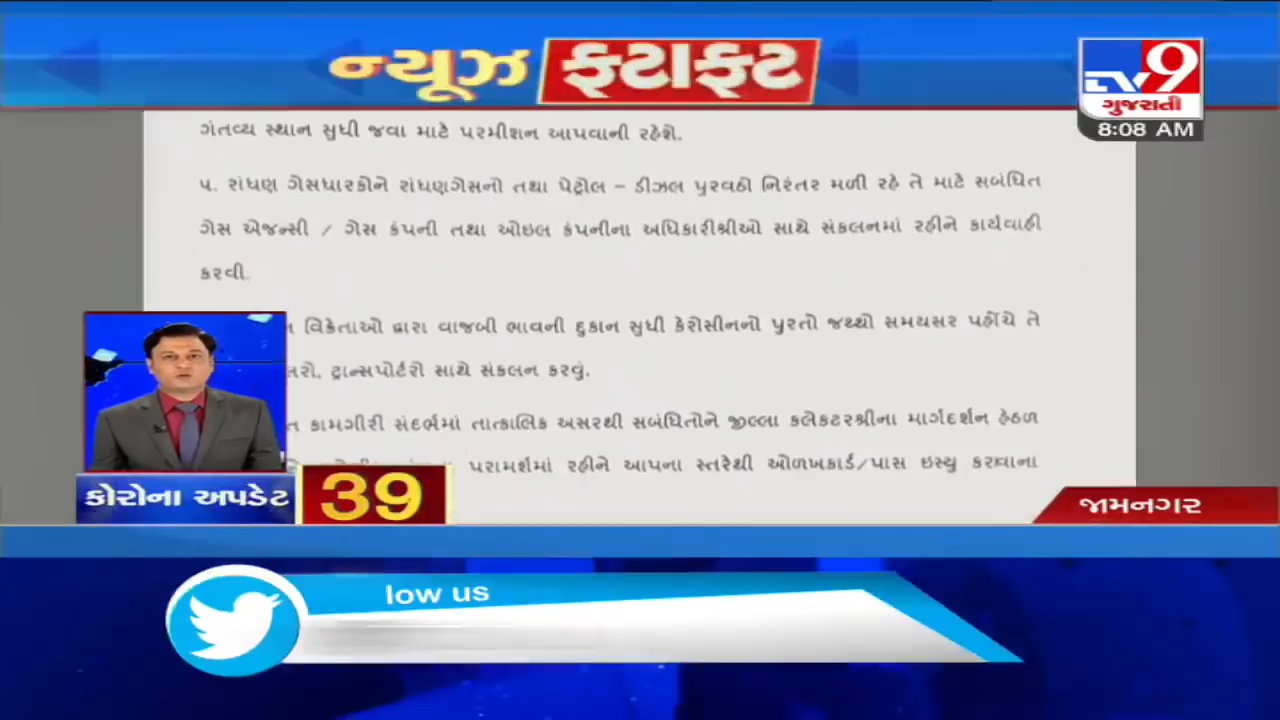 ન્યૂઝ ફટાફટ
TV9
ગુજરાતી
8:08 AM
ગંતવ્ય સ્થાન સુધી જવા માટે પરમીશન આપવાની રહેશે.
૫. રાંધણ ગેસધારકોને રાંધણગેસનો તથા પેટ્રોલ – ડીઝલ પુરવઠો નિરંતર મળી રહે તે માટે સબંધિત
ગેસ એજન્સી / ગેસ કંપની તથા ઓઇલ કંપનીના અધિકારીશ્રીઓ સાથે સંકલનમાં રહીને કાર્યવાહી
કરવી.
વિક્રેતાઓ દ્વારા વાજબી ભાવની દુકાન સુધી કેરોસીનનો પુરતો જથ્થો સમયસર પહોંચે તે
ટ્રાન્સપોર્ટરો સાથે સંકલન કરવું.
કામગીરી સંદર્ભમાં તાત્કાલિક અસરથી સબંધિતોને જીલ્લા કલેકટરશ્રીના માર્ગદર્શન હેઠળ
પરામર્શમાં રહીને આપના સ્તરેથી ઓળખકાર્ડ/પાસ ઇસ્યુ કરવાના
કોરોના અપડેટ
39
જામનગર
low us